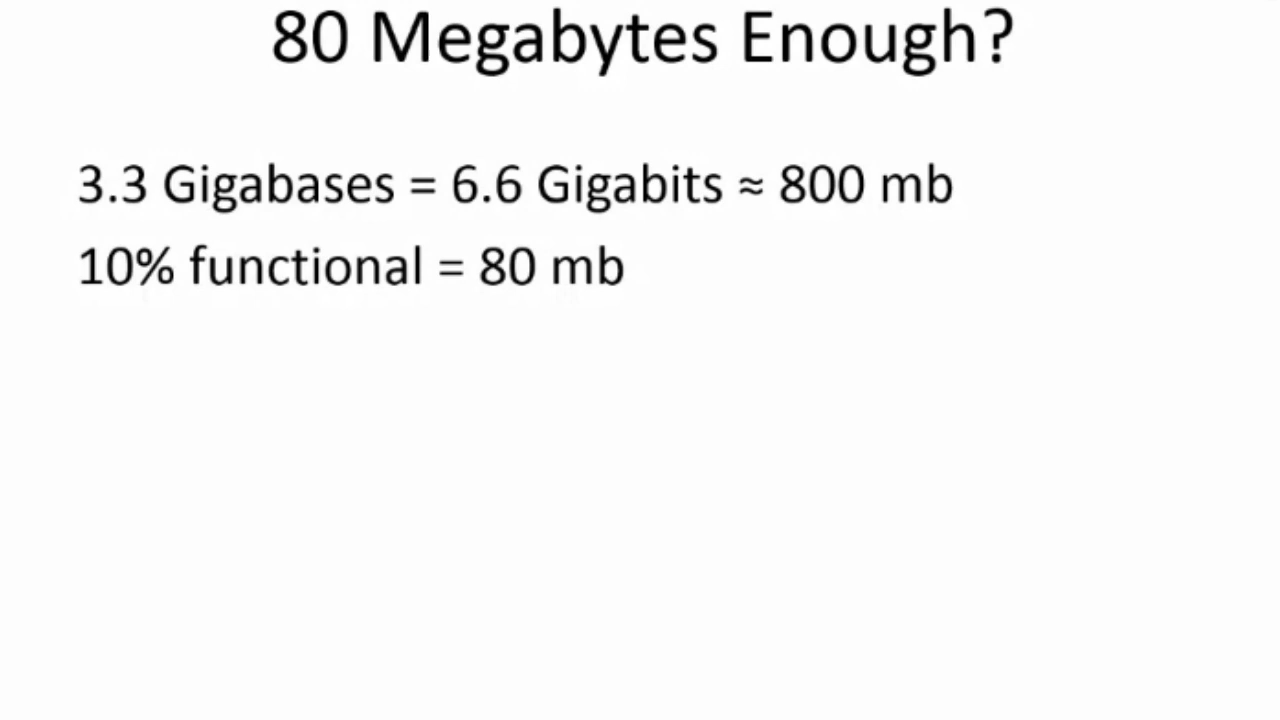 80 Megabytes Enough?
3.3 Gigabases = 6.6 Gigabits ≈ 800 mb
10% functional = 80 mb